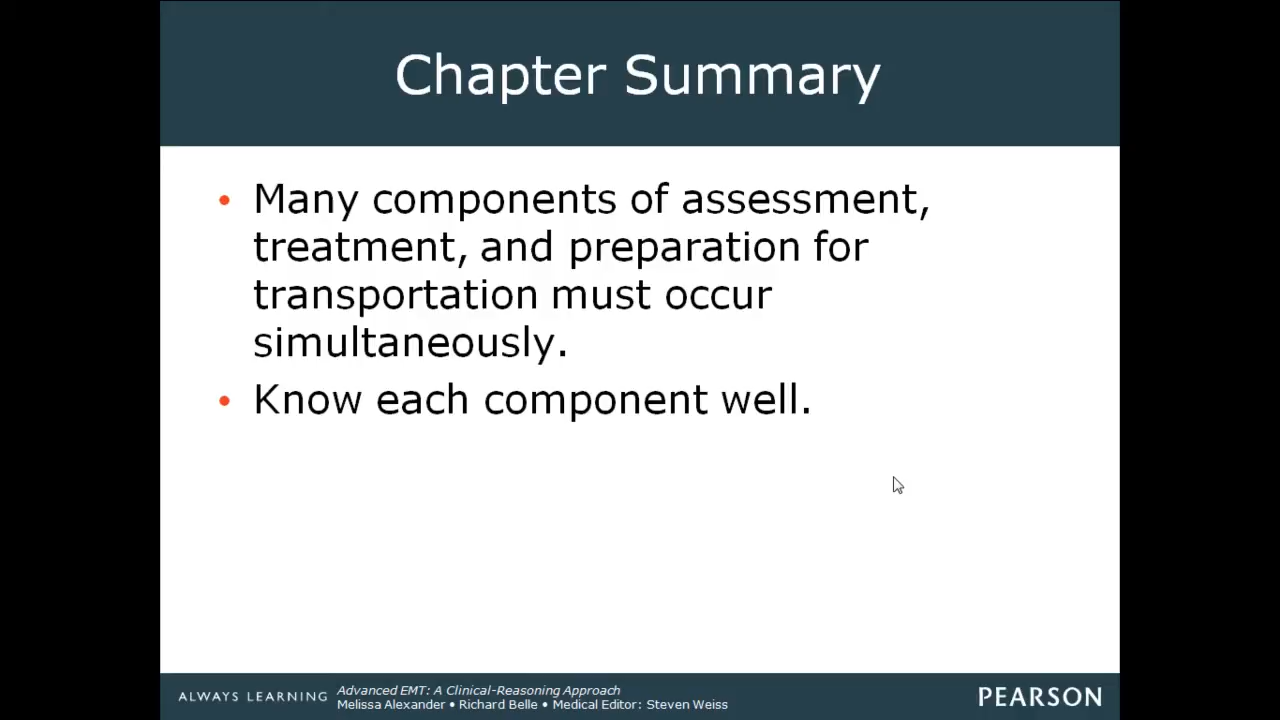 Chapter Summary
• Many components of assessment,
treatment, and preparation for
transportation must occur
simultaneously.
• Know each component well.
ALWAYS LEARNING
Advanced EMT: A Clinical-Reasoning Approach
Melissa Alexander • Richard Belle • Medical Editor: Steven Weiss
PEARSON